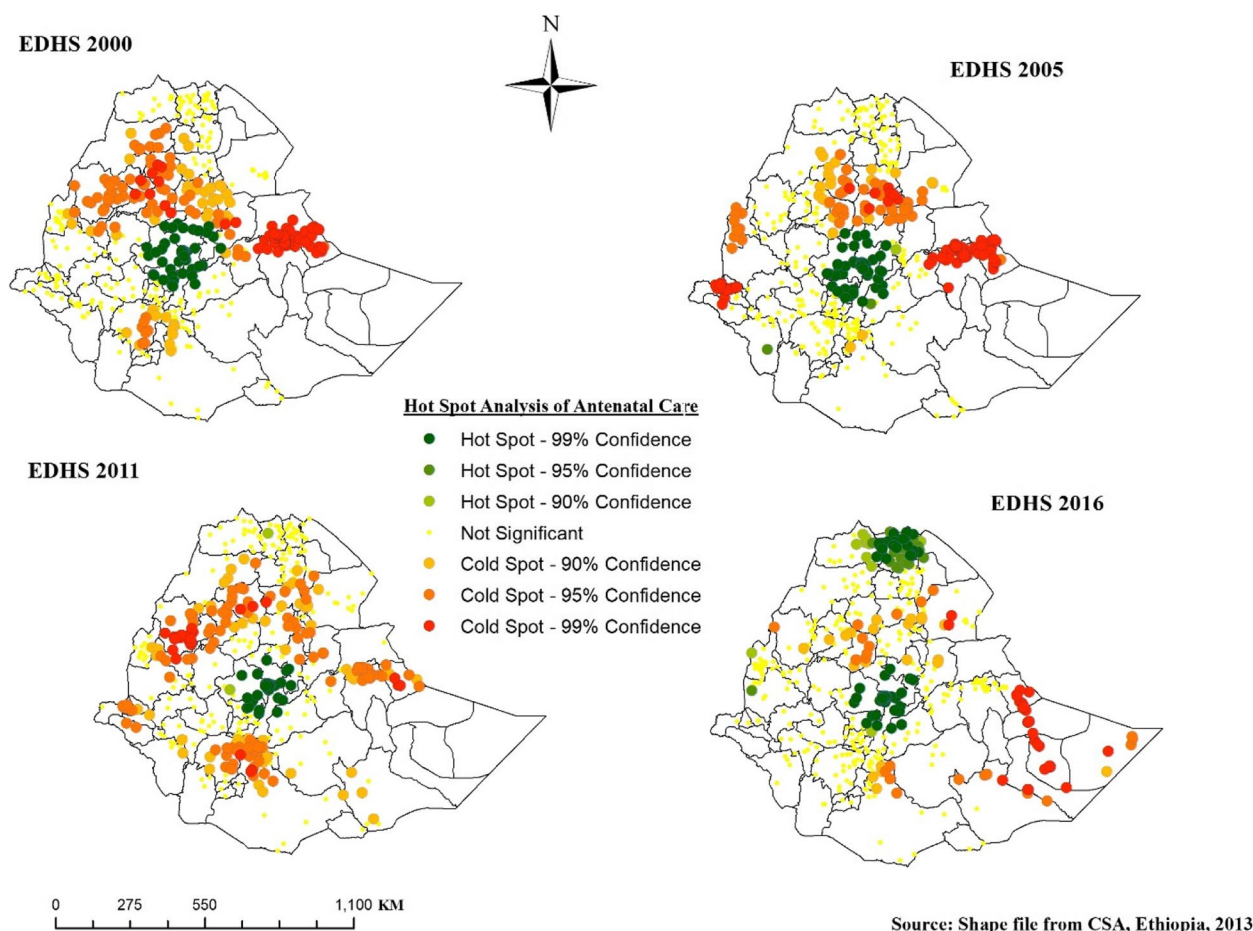 N
EDHS 2000
EDHS 2005
Hot Spot Analysis of Antenatal Care
Hot Spot - 99% Confidence
Hot Spot - 95% Confidence
Hot Spot - 90% Confidence
Not Significant
Cold Spot - 90% Confidence
Cold Spot - 95% Confidence
Cold Spot - 99% Confidence
EDHS 2011
EDHS 2016
0 275 550 1,100 KM
Source: Shape file from CSA, Ethiopia, 2013